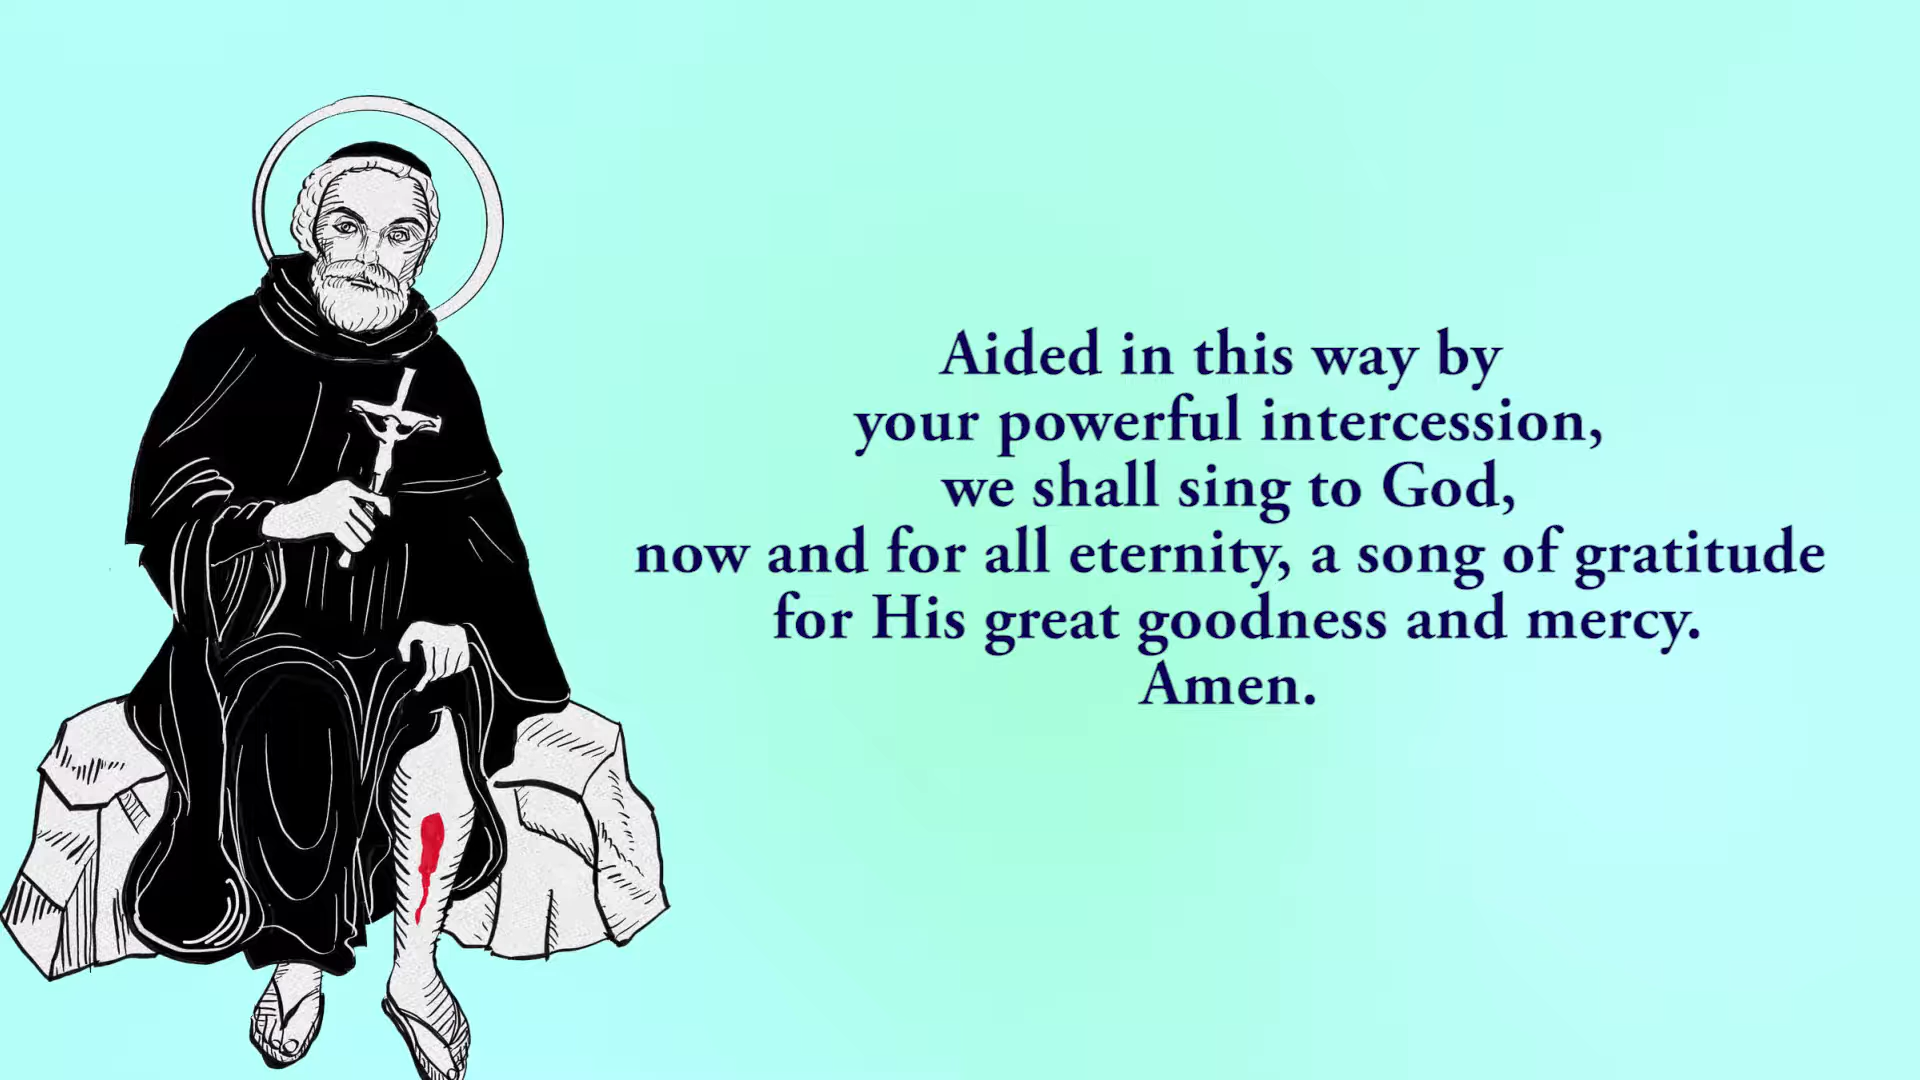 Aided in this way by
your powerful intercession,
we shall sing to God,
now and for all eternity, a song of gratitude
for His great goodness and mercy.
Amen.